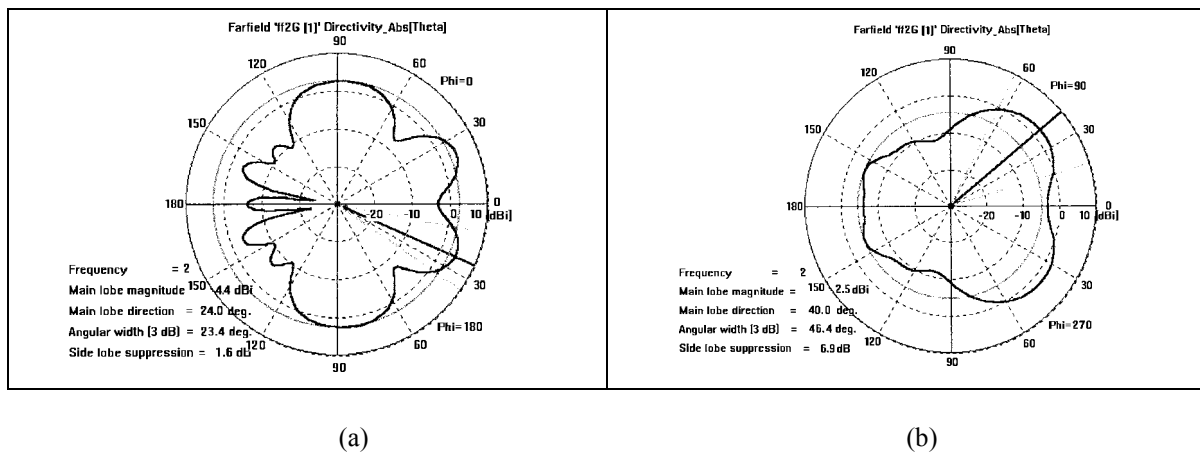 Farfield 'ff2G [1]' Directivity_Abs[Theta]
90
120
60
Phi=0
150
30
180
-20
-10
0
10
0
[dBi]
Frequency = 2
Main lobe magnitude 150 4.4 dBi
30
Main lobe direction = 24.0 deg.
Angular width [3 dB] = 23.4 deg.
Phi=180
120
60
Side lobe suppression = 1.6 dB
90
Farfield 'ff2G [1]' Directivity_Abs[Theta]
90
120
60
Phi=90
150
30
180
-20
-10
0
10
0
[dBi]
Frequency = 2
Main lobe magnitude = 150 2.5 dBi
30
Main lobe direction = 40.0 deg.
Angular width [3 dB] = 46.4 deg.
Phi=270
120
60
Side lobe suppression = 6.9 dB
90
(a)
(b)